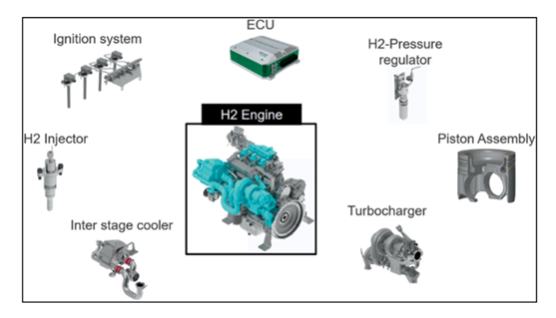 ECU
Ignition system
H2-Pressure
regulator
H2 Engine
H2 Injector
Piston Assembly
Inter stage cooler
Turbocharger